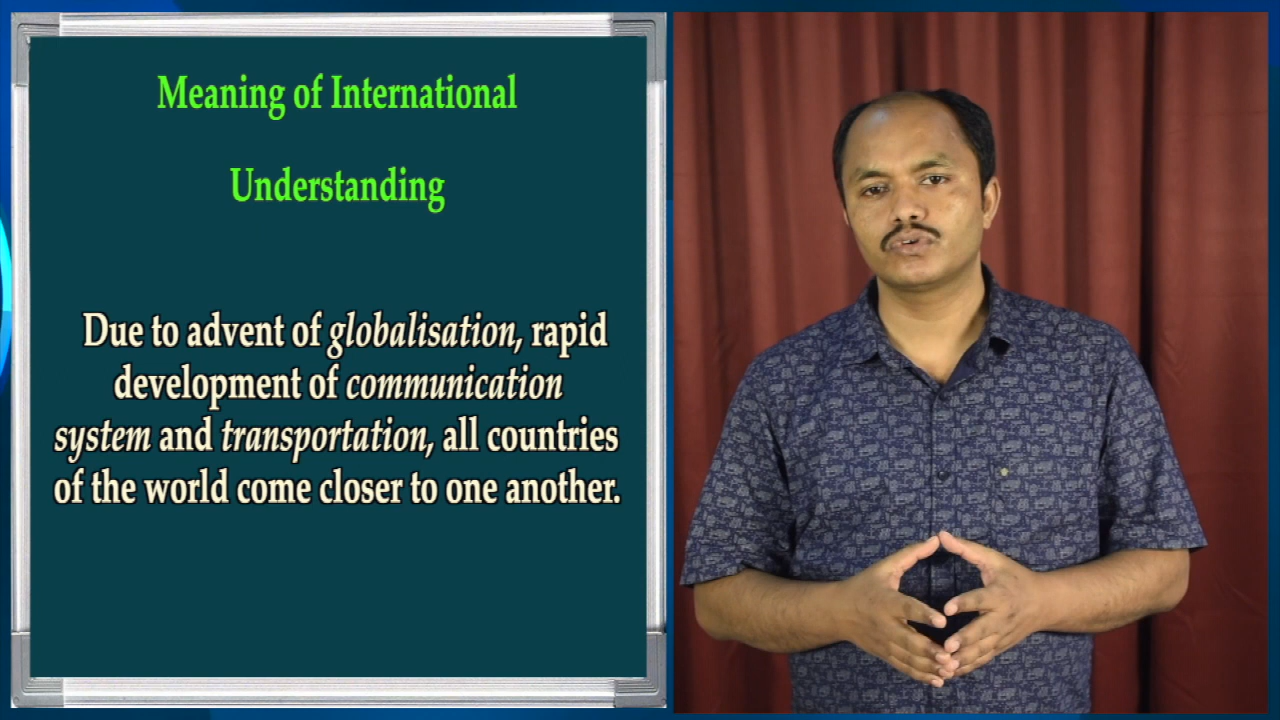 Meaning of International
Understanding
Due to advent of globalisation, rapid
development of communication
system and transportation, all countries
of the world come closer to one another.